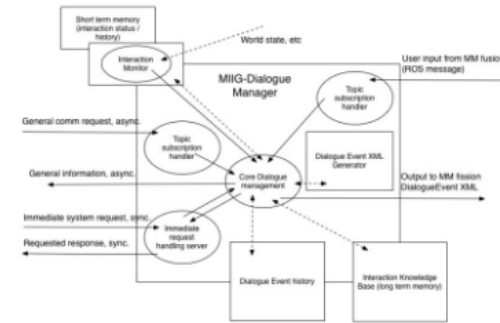 Short term memory
(interaction status /
history)
World state, etc
Interaction
Monitor
MIIG-Dialogue
Manager
User input from MM fusion
(ROS message)
Topic
subscription
handler
General comm request, async.
Topic
subscription
handler
Dialogue Event XML
Generator
General information, async.
Core Dialogue
management
Output to MM fission
DialogueEvent XML
Immediate system request, sync.
Immediate
request
handling server
Requested response, sync.
Dialogue Event history
Interaction Knowledge
Base (long term memory)